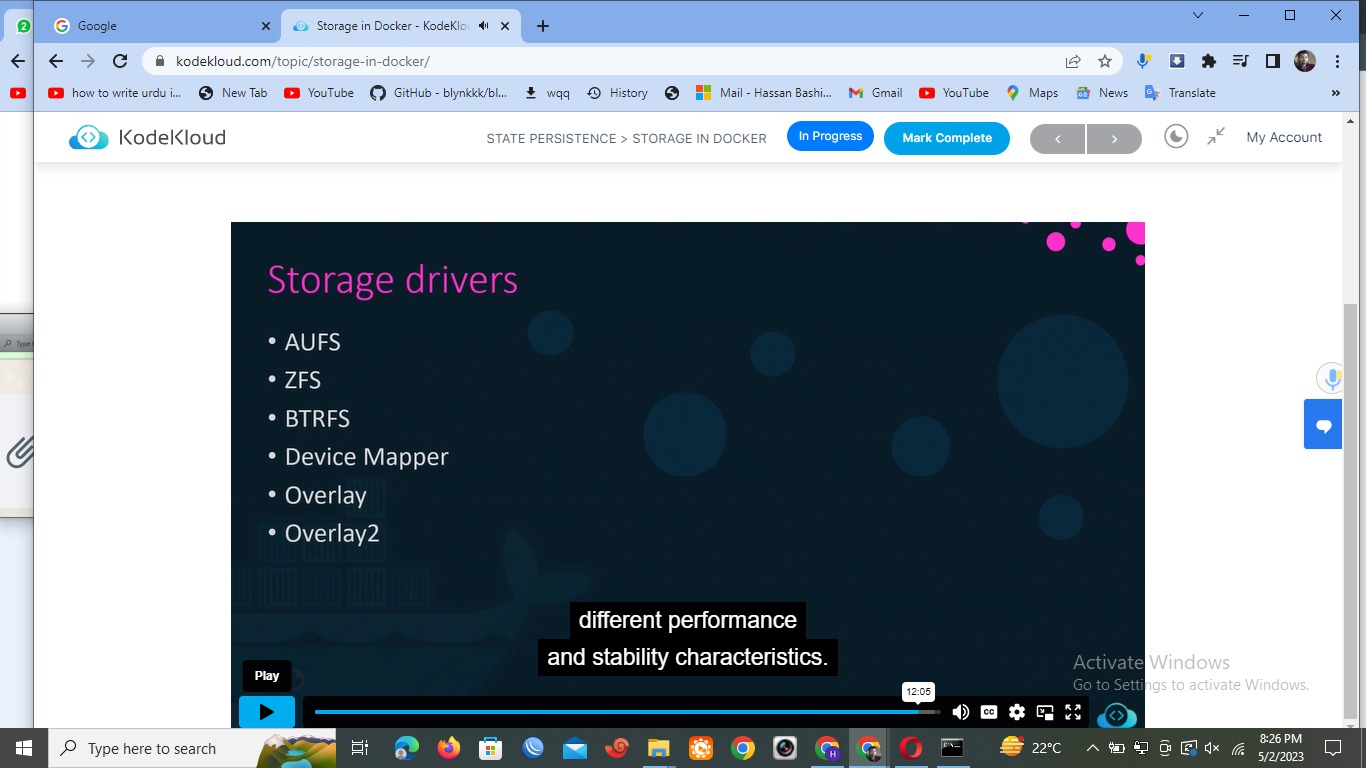 2
Google
Storage in Docker - KodeKlo
kodekloud.com/topic/storage-in-docker/
how to write urdu i...
New Tab
YouTube
GitHub - blynkkk/bl...
wqq
History
Mail - Hassan Bashi...
Gmail
YouTube
Maps
News
Translate
»
KodeKloud
STATE PERSISTENCE > STORAGE IN DOCKER
In Progress
Mark Complete
My Account
Storage drivers
• AUFS
• ZFS
• BTRFS
• Device Mapper
• Overlay
• Overlay2
Type
different performance
and stability characteristics.
Play
12:05
CC
Activate Windows
Go to Settings to activate Windows.
Type here to search
H
22°C
8:26 PM
5/2/2023